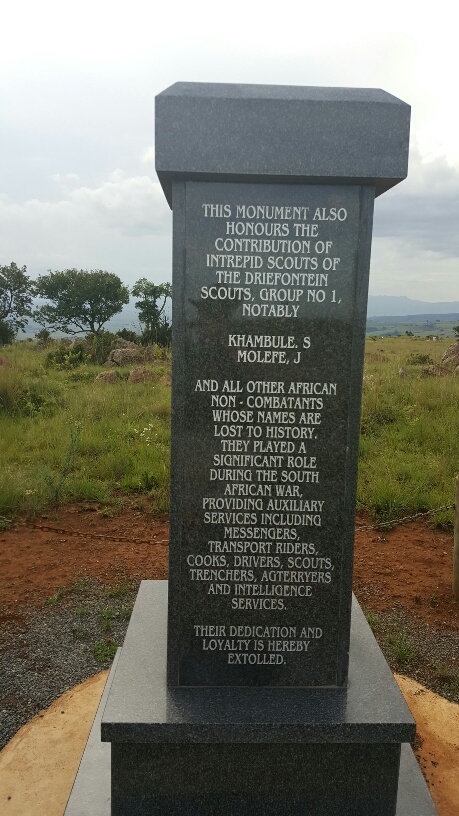 THIS MONUMENT ALSO
HONOURS THE
CONTRIBUTION OF
INTREPID SCOUTS OF
THE DRIEFONTEIN
SCOUTS, GROUP NO 1,
NOTABLY
KHAMBULE. S
MOLEFE, J
AND ALL OTHER AFRICAN
NON - COMBATANTS
WHOSE NAMES ARE
LOST TO HISTORY.
THEY PLAYED A
SIGNIFICANT ROLE
DURING THE SOUTH
AFRICAN WAR,
PROVIDING AUXILIARY
SERVICES INCLUDING
MESSENGERS,
TRANSPORT RIDERS,
COOKS, DRIVERS, SCOUTS,
TRENCHERS, AGTERRYERS
AND INTELLIGENCE
SERVICES.
THEIR DEDICATION AND
LOYALTY IS HEREBY
EXTOLLED.